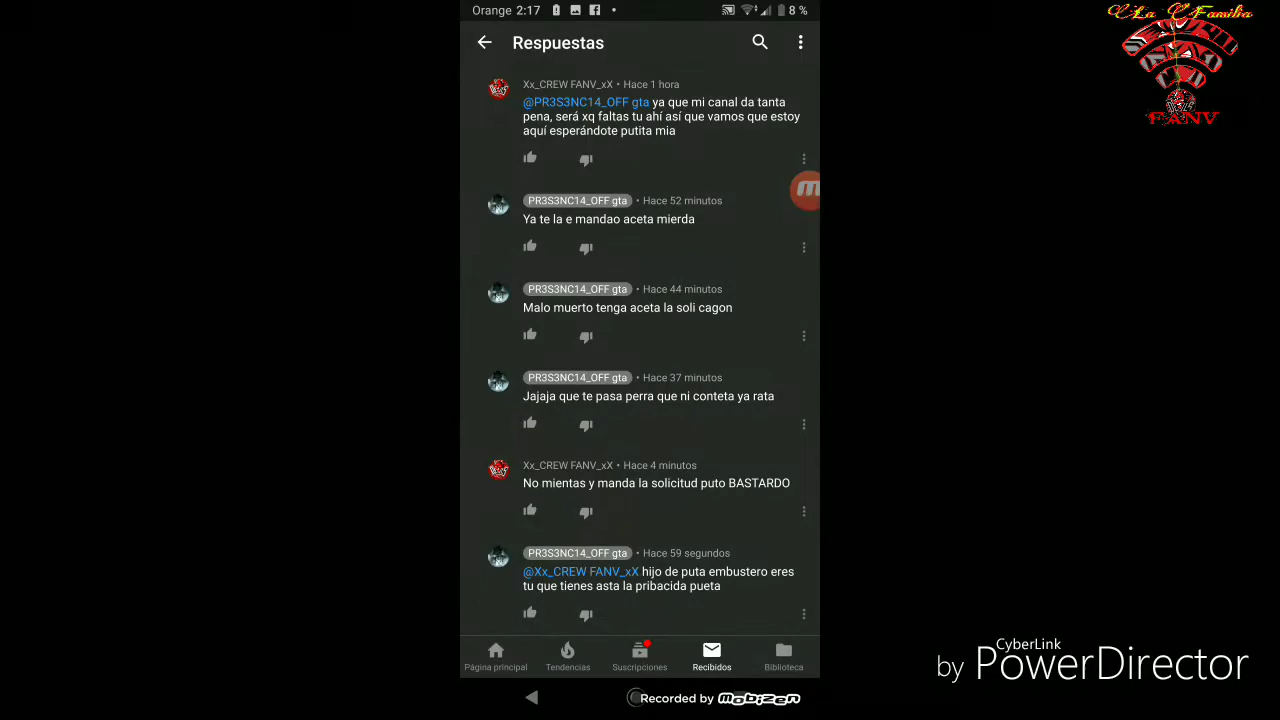 Orange 2:17
8 %
La Familia
FANV
Respuestas
Xx_CREW FANV_xX • Hace 1 hora
@PR3S3NC14_OFF gta ya que mi canal da tanta
pena, será xq faltas tu ahí así que vamos que estoy
aquí esperándote putita mia
PR3S3NC14_OFF gta • Hace 52 minutos
Ya te la e mandao aceta mierda
PR3S3NC14_OFF gta • Hace 44 minutos
Malo muerto tenga aceta la soli cagon
PR3S3NC14_OFF gta • Hace 37 minutos
Jajaja que te pasa perra que ni conteta ya rata
Xx_CREW FANV_xX • Hace 4 minutos
No mientas y manda la solicitud puto BASTARDO
PR3S3NC14_OFF gta • Hace 59 segundos
@Xx_CREW FANV_xX hijo de puta embustero eres
tu que tienes asta la pribacida pueta
Página principal
Tendencias
Suscripciones
Recibidos
Biblioteca
Recorded by mobizen
CyberLink
by PowerDirector